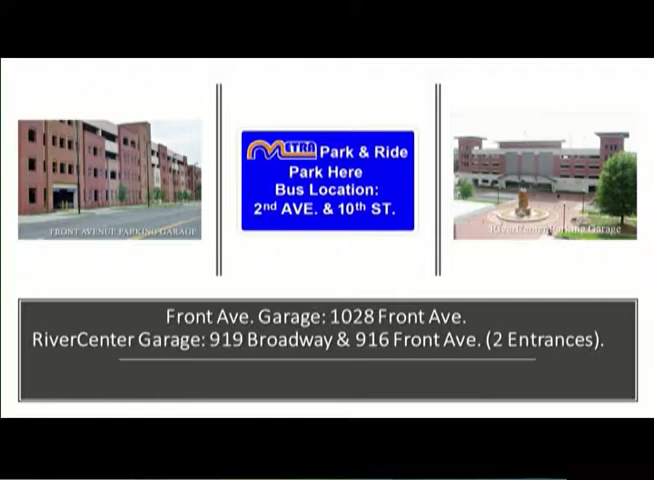 METRA Park & Ride
Park Here
Bus Location:
2nd AVE. & 10th ST.
FRONT AVENUE PARKING GARAGE
RiverCenter Parking Garage
Front Ave. Garage: 1028 Front Ave.
RiverCenter Garage: 919 Broadway & 916 Front Ave. (2 Entrances).